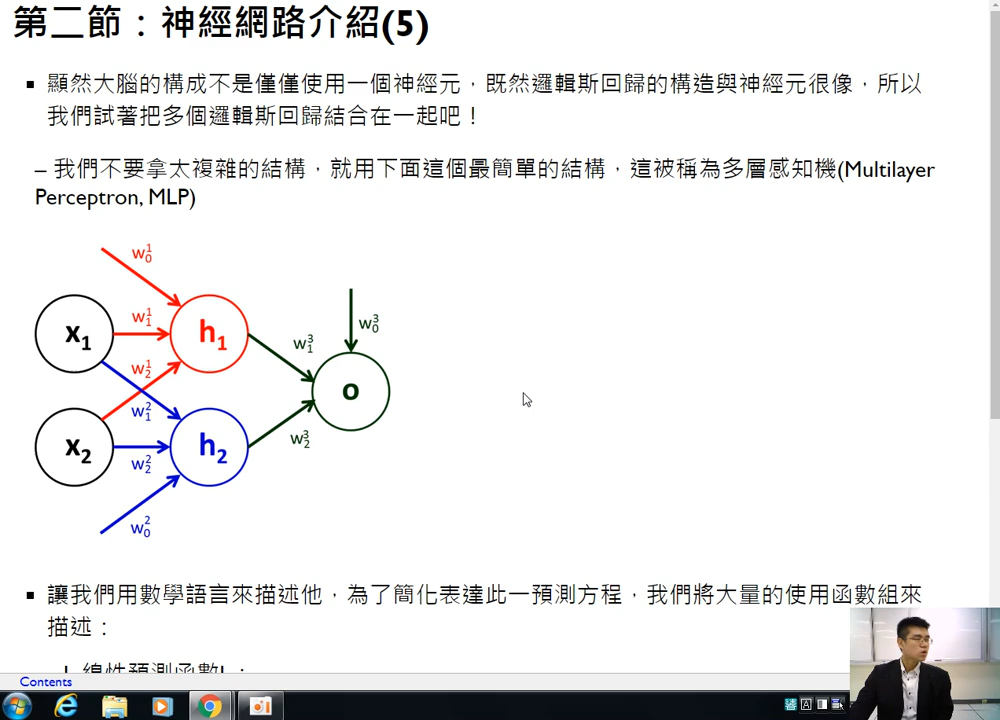 第二節：神經網路介紹(5)
▪ 顯然大腦的構成不是僅僅使用一個神經元，既然邏輯斯回歸的構造與神經元很像，所以
我們試著把多個邏輯斯回歸結合在一起吧！
– 我們不要拿太複雜的結構，就用下面這個最簡單的結構，這被稱為多層感知機(Multilayer
Perceptron, MLP)
w₀¹
x₁ w₁¹ h₁
w₀³
w₁³
w₂¹
o
w₁²
w₂³
x₂ w₂² h₂
w₀²
▪ 讓我們用數學語言來描述他，為了簡化表達此一預測方程，我們將大量的使用函數組來
描述：
– 線性預測函數L：
Contents